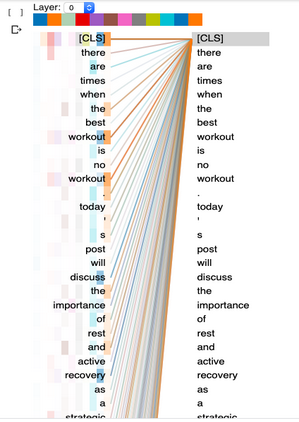 [ ]
Layer: 0
[CLS] [CLS]
there there
are are
times times
when when
the the
best best
workout workout
is is
no no
workout workout
. .
today today
' '
s s
post post
will will
discuss discuss
the the
importance importance
of of
rest rest
and and
active active
recovery recovery
as as
a a
strategic strategic